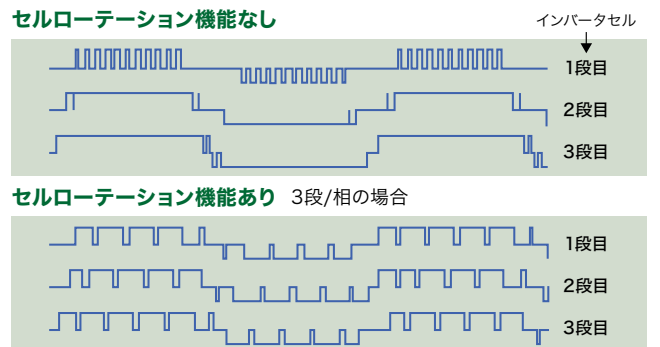 セルローテーション機能なし
インバータセル
1段目
2段目
3段目
セルローテーション機能あり 3段/相の場合
1段目
2段目
3段目